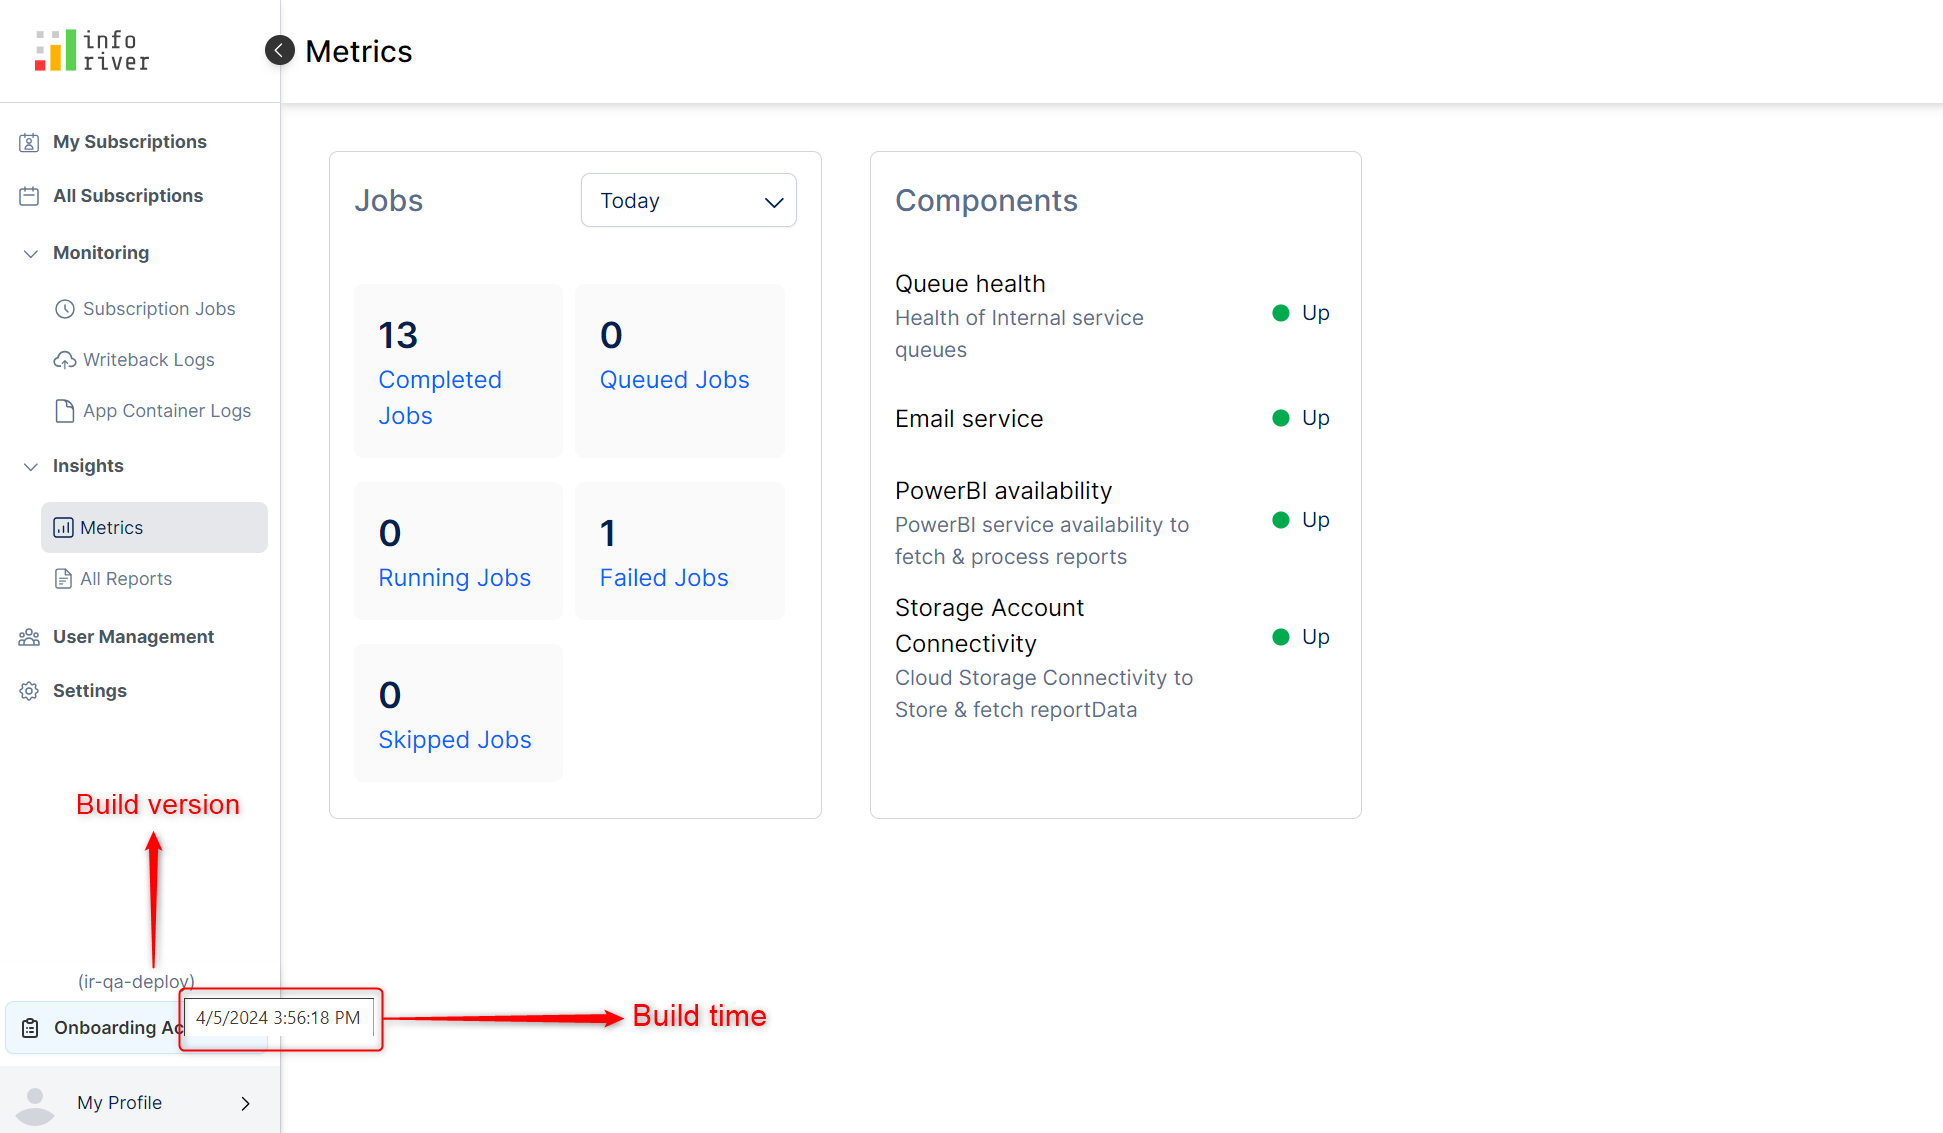 info
river
Metrics
My Subscriptions
All Subscriptions
Monitoring
Subscription Jobs
Writeback Logs
App Container Logs
Insights
Metrics
All Reports
User Management
Settings
Build version
(ir-qa-deploy)
Onboarding Ac
4/5/2024 3:56:18 PM
Build time
My Profile
Jobs
Today
13
Completed
Jobs
0
Queued Jobs
0
Running Jobs
1
Failed Jobs
0
Skipped Jobs
Components
Queue health
Health of Internal service
queues
Up
Email service
Up
PowerBI availability
PowerBI service availability to
fetch & process reports
Up
Storage Account
Connectivity
Cloud Storage Connectivity to
Store & fetch reportData
Up